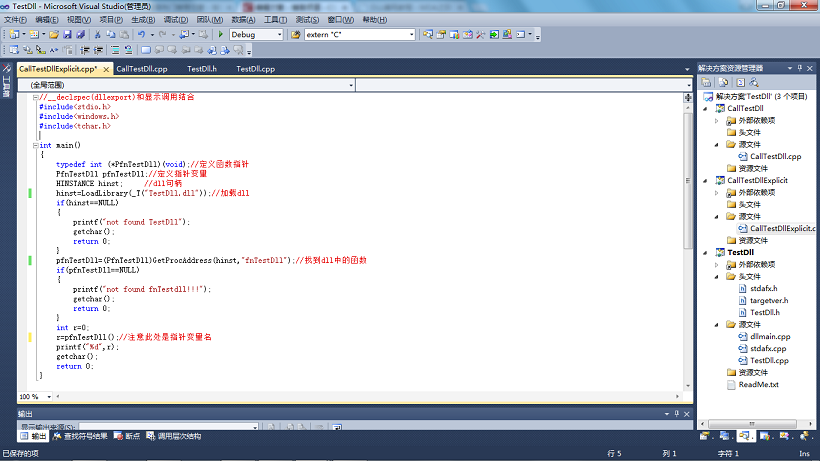 TestDll - Microsoft Visual Studio(管理员)
文件(F) 编辑(E) 视图(V) 项目(P) 生成(B) 调试(D) 团队(M) 数据(A) 工具(T) 测试(S) 窗口(W) 帮助(H)
Debug extern "C"
CallTestDllExplicit.cpp* CallTestDll.cpp TestDll.h TestDll.cpp
(全局范围)
//__declspec(dllexport)和显示调用结合
#include<stdio.h>
#include<windows.h>
#include<tchar.h>
int main()
{
typedef int (*PfnTestDll)(void);//定义函数指针
PfnTestDll pfnTestDll;//定义指针变量
HINSTANCE hinst; //dll句柄
hinst=LoadLibrary(_T("TestDll.dll"));//加载dll
if(hinst==NULL)
{
printf("not found TestDll");
getchar();
return 0;
}
pfnTestDll=(PfnTestDll)GetProcAddress(hinst,"fnTestDll");//找到dll中的函数
if(pfnTestDll==NULL)
{
printf("not found fnTestdll!!!");
getchar();
return 0;
}
int r=0;
r=pfnTestDll();//注意此处是指针变量名
printf("%d",r);
getchar();
return 0;
}
100 %
输出
显示输出来源(S):
输出 查找符号结果 断点 调用层次结构
已保存的项 行 5 列 1 字符 1 Ins
工具箱
解决方案资源管理器
解决方案"TestDll" (3 个项目)
CallTestDll
外部依赖项
头文件
源文件
CallTestDll.cpp
资源文件
CallTestDllExplicit
外部依赖项
头文件
源文件
CallTestDllExplicit.c
资源文件
TestDll
外部依赖项
头文件
stdafx.h
targetver.h
TestDll.h
源文件
dllmain.cpp
stdafx.cpp
TestDll.cpp
资源文件
ReadMe.txt